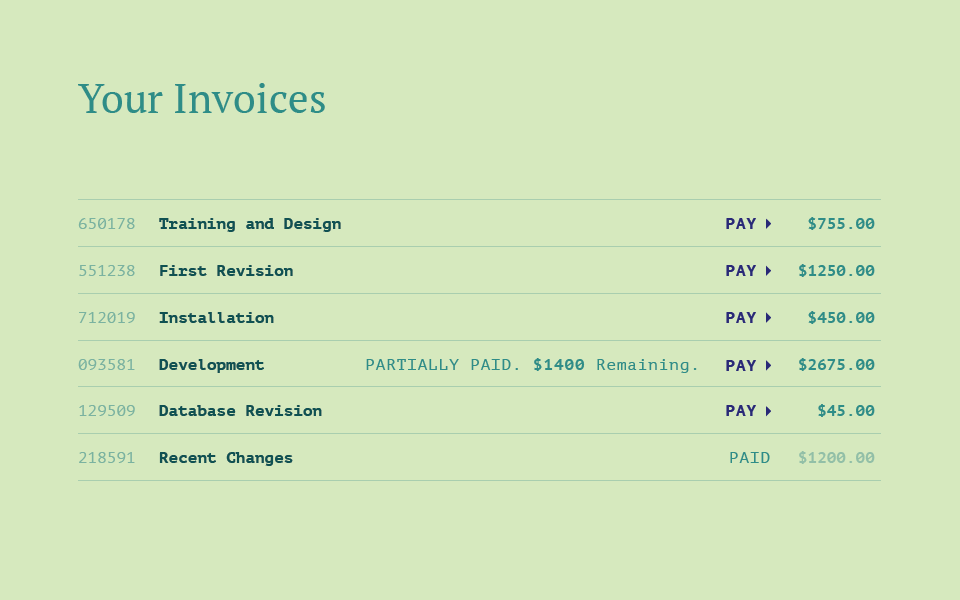 Your Invoices
650178 Training and Design PAY $755.00
551238 First Revision PAY $1250.00
712019 Installation PAY $450.00
093581 Development PARTIALLY PAID. $1400 Remaining. PAY $2675.00
129509 Database Revision PAY $45.00
218591 Recent Changes PAID $1200.00